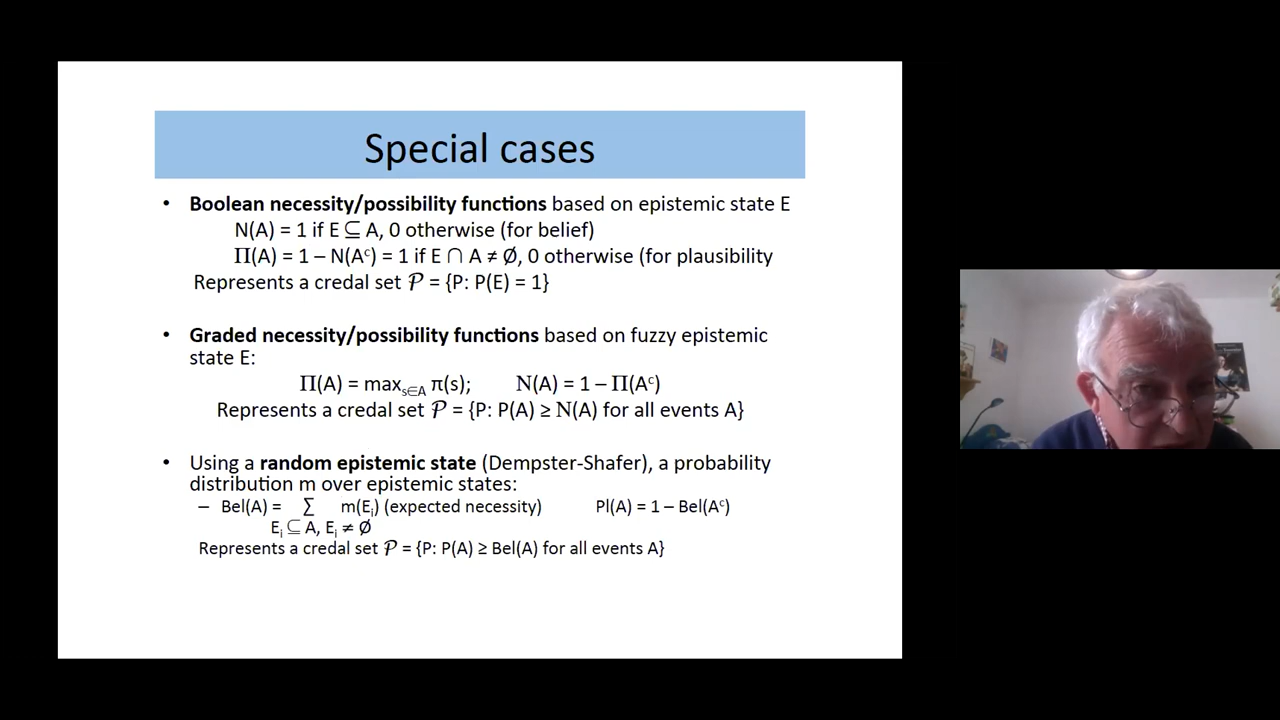 Special cases
• Boolean necessity/possibility functions based on epistemic state E
N(A) = 1 if E ⊆ A, 0 otherwise (for belief)
Π(A) = 1 – N(Aᶜ) = 1 if E ∩ A ≠ Ø, 0 otherwise (for plausibility
Represents a credal set 𝒫 = {P: P(E) = 1}
• Graded necessity/possibility functions based on fuzzy epistemic
state E:
Π(A) = maxₛ∈A π(s); N(A) = 1 – Π(Aᶜ)
Represents a credal set 𝒫 = {P: P(A) ≥ N(A) for all events A}
• Using a random epistemic state (Dempster-Shafer), a probability
distribution m over epistemic states:
– Bel(A) = ∑ m(Eᵢ) (expected necessity) Pl(A) = 1 – Bel(Aᶜ)
Eᵢ ⊆ A, Eᵢ ≠ Ø
Represents a credal set 𝒫 = {P: P(A) ≥ Bel(A) for all events A}